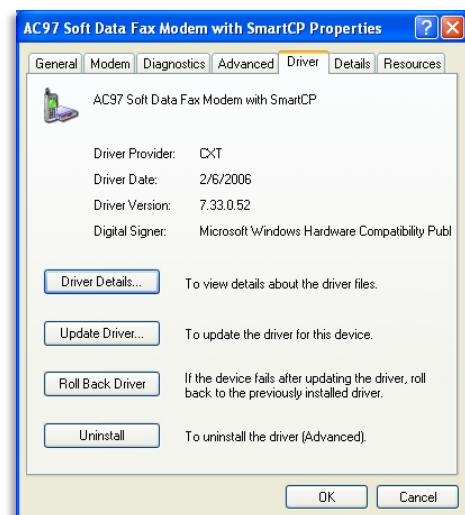 AC97 Soft Data Fax Modem with SmartCP Properties
General Modem Diagnostics Advanced Driver Details Resources
AC97 Soft Data Fax Modem with SmartCP
Driver Provider: CXT
Driver Date: 2/6/2006
Driver Version: 7.33.0.52
Digital Signer: Microsoft Windows Hardware Compatibility Publ
Driver Details... To view details about the driver files.
Update Driver... To update the driver for this device.
Roll Back Driver If the device fails after updating the driver, roll
back to the previously installed driver.
Uninstall To uninstall the driver (Advanced).
OK Cancel